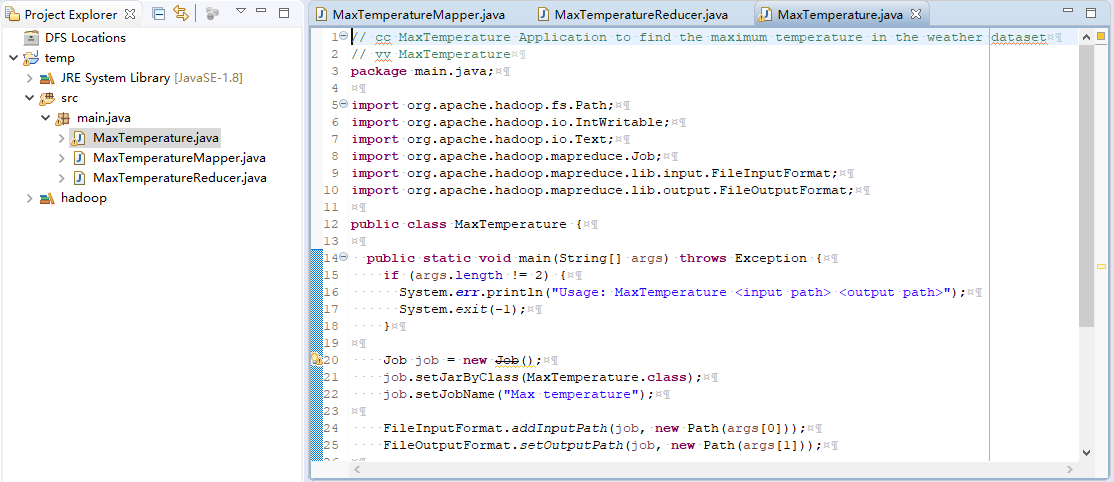 Project Explorer
DFS Locations
temp
JRE System Library [JavaSE-1.8]
src
main.java
MaxTemperature.java
MaxTemperatureMapper.java
MaxTemperatureReducer.java
hadoop
MaxTemperatureMapper.java MaxTemperatureReducer.java MaxTemperature.java
1 // cc MaxTemperature Application to find the maximum temperature in the weather dataset¤¶
2 // vv MaxTemperature¤¶
3 package main.java;¤¶
4 ¤¶
5 import org.apache.hadoop.fs.Path;¤¶
6 import org.apache.hadoop.io.IntWritable;¤¶
7 import org.apache.hadoop.io.Text;¤¶
8 import org.apache.hadoop.mapreduce.Job;¤¶
9 import org.apache.hadoop.mapreduce.lib.input.FileInputFormat;¤¶
10 import org.apache.hadoop.mapreduce.lib.output.FileOutputFormat;¤¶
11 ¤¶
12 public class MaxTemperature {¤¶
13 ¤¶
14 public static void main(String[] args) throws Exception {¤¶
15 if (args.length != 2) {¤¶
16 System.err.println("Usage: MaxTemperature <input path> <output path>");¤¶
17 System.exit(-1);¤¶
18 }¤¶
19 ¤¶
20 Job job = new Job();¤¶
21 job.setJarByClass(MaxTemperature.class);¤¶
22 job.setJobName("Max temperature");¤¶
23 ¤¶
24 FileInputFormat.addInputPath(job, new Path(args[0]));¤¶
25 FileOutputFormat.setOutputPath(job, new Path(args[1]));¤¶
26 ¤¶